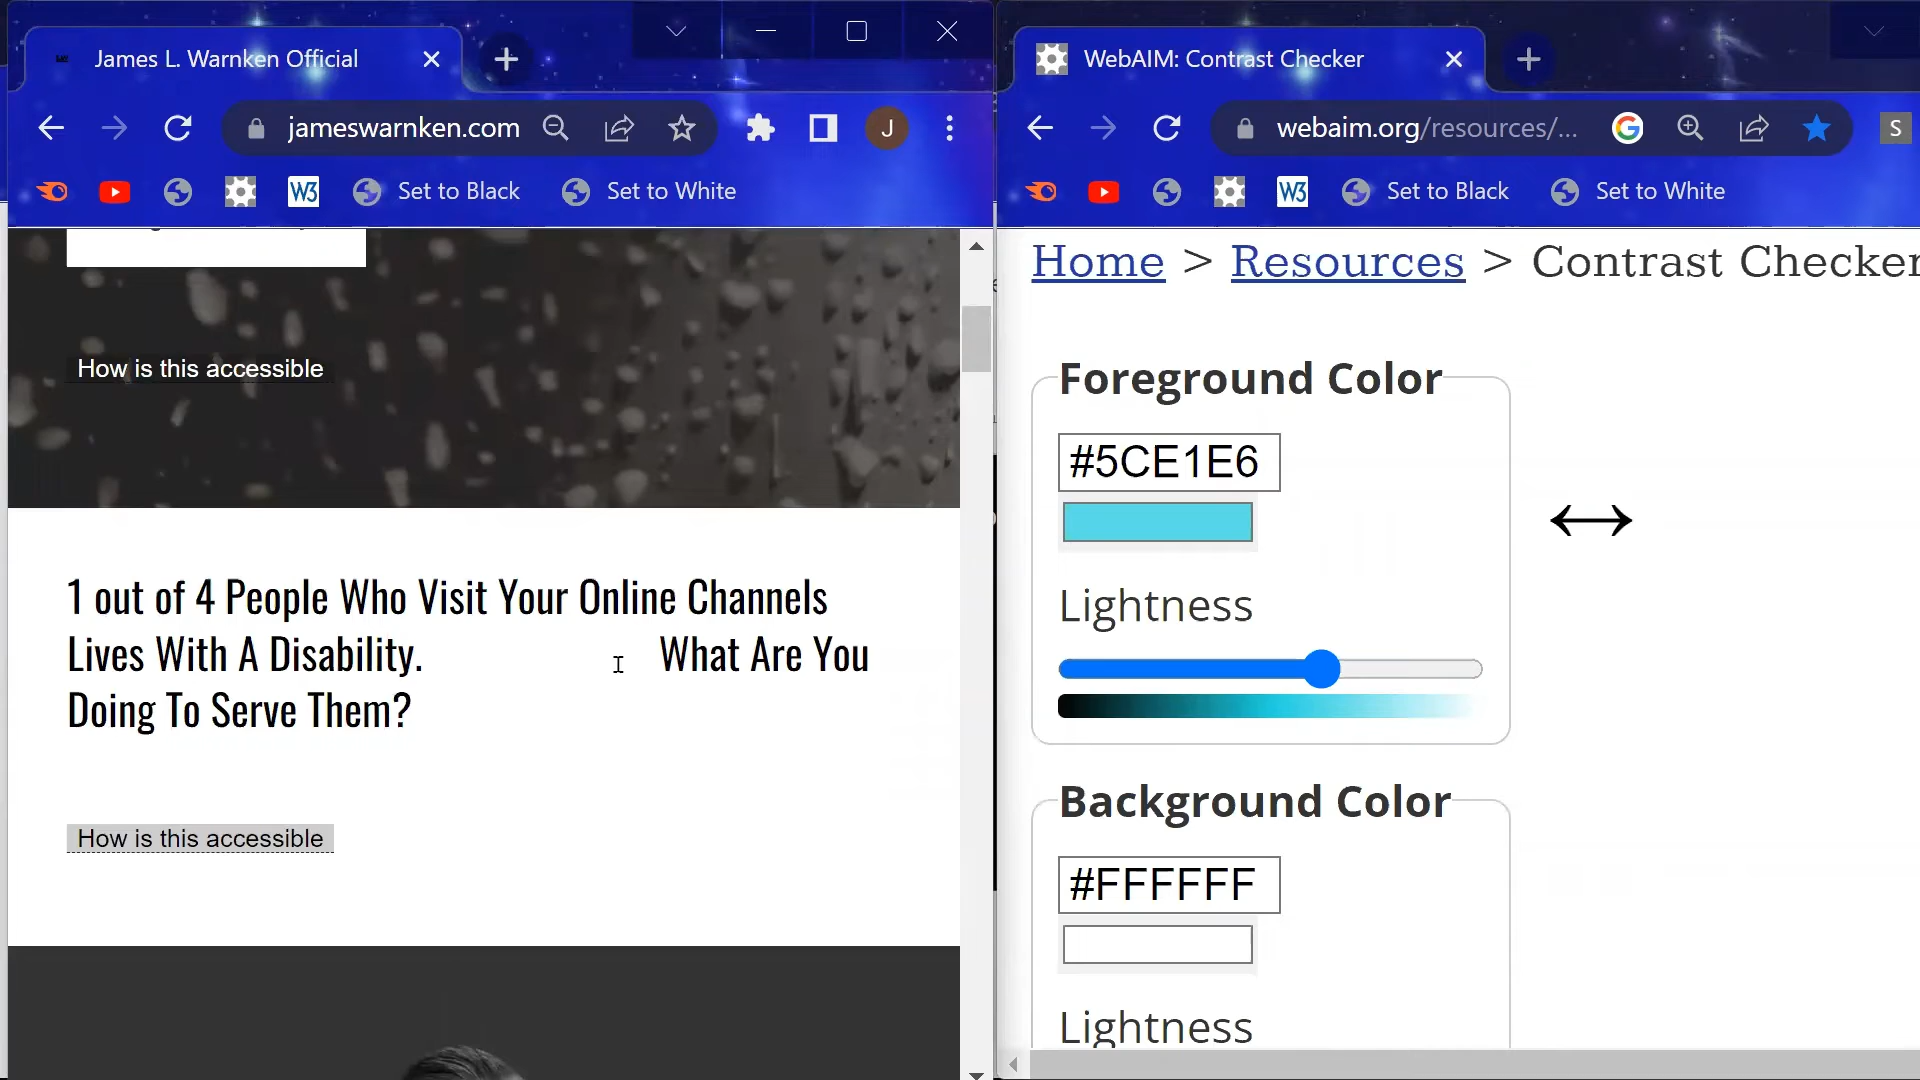 James L. Warnken Official
jameswarnken.com
J
W3
Set to Black
Set to White
How is this accessible
1 out of 4 People Who Visit Your Online Channels
Lives With A Disability. What Are You
Doing To Serve Them?
How is this accessible
WebAIM: Contrast Checker
webaim.org/resources/...
G
S
W3
Set to Black
Set to White
Home > Resources > Contrast Checker
Foreground Color
#5CE1E6
Lightness
Background Color
#FFFFFF
Lightness